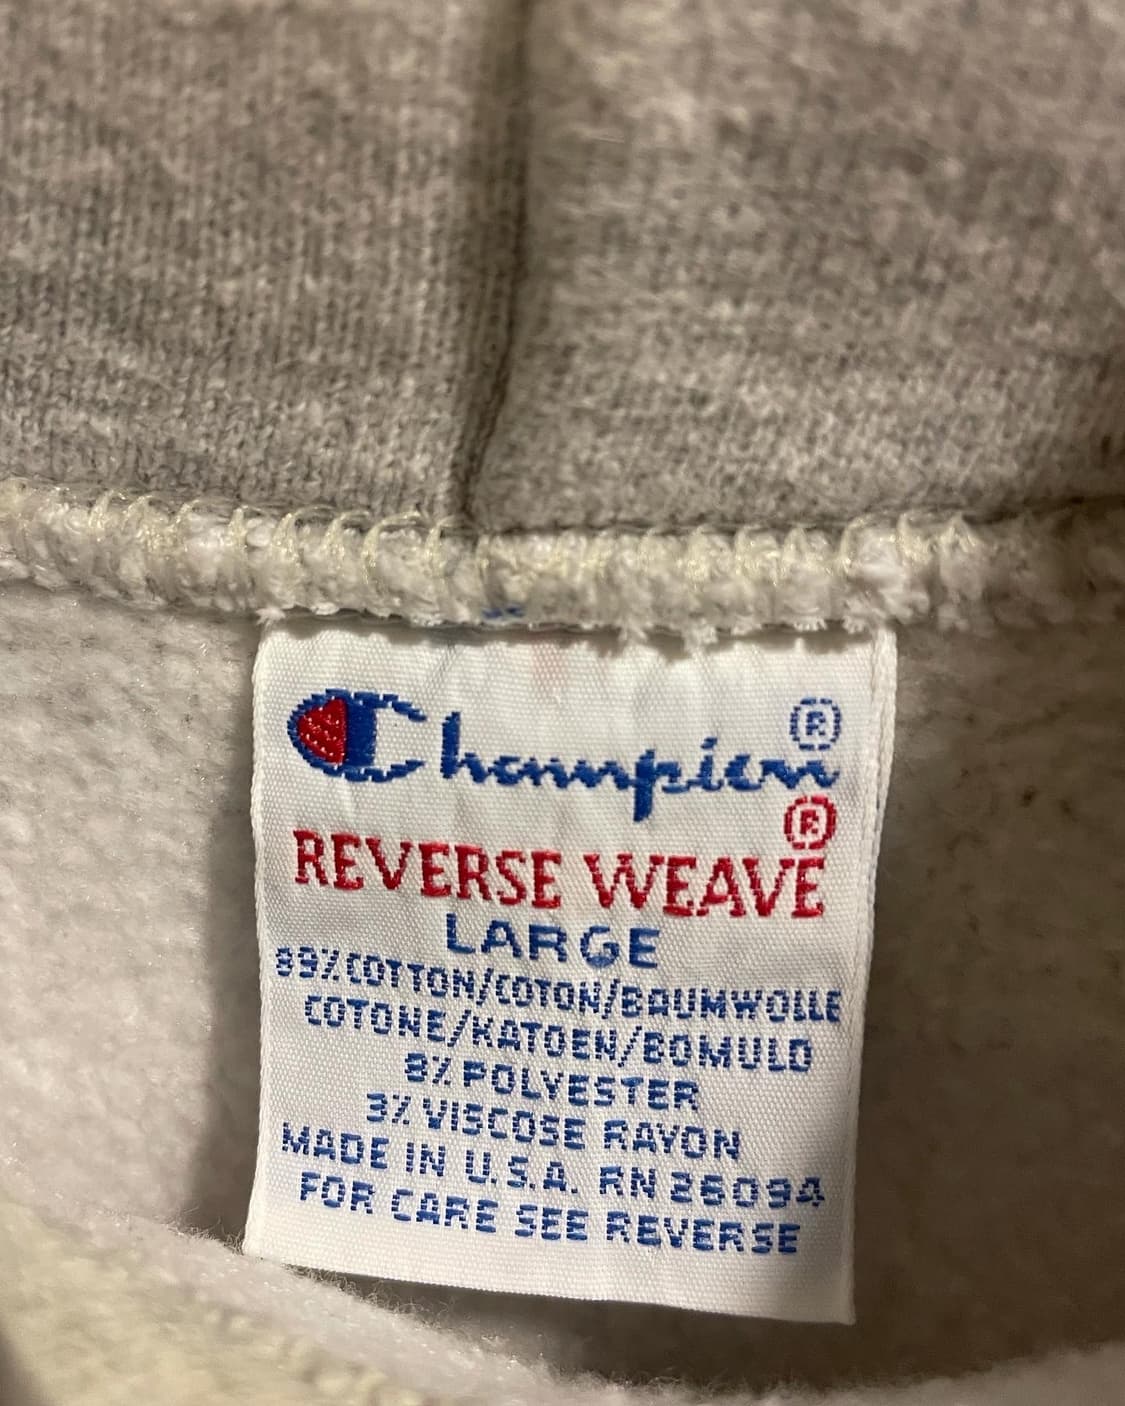 Champion®
REVERSE WEAVE®
LARGE
89% COTTON/COTON/BAUMWOLLE
COTONE/KATOEN/BOMULD
8% POLYESTER
3% VISCOSE RAYON
MADE IN U.S.A. RN 26094
FOR CARE SEE REVERSE